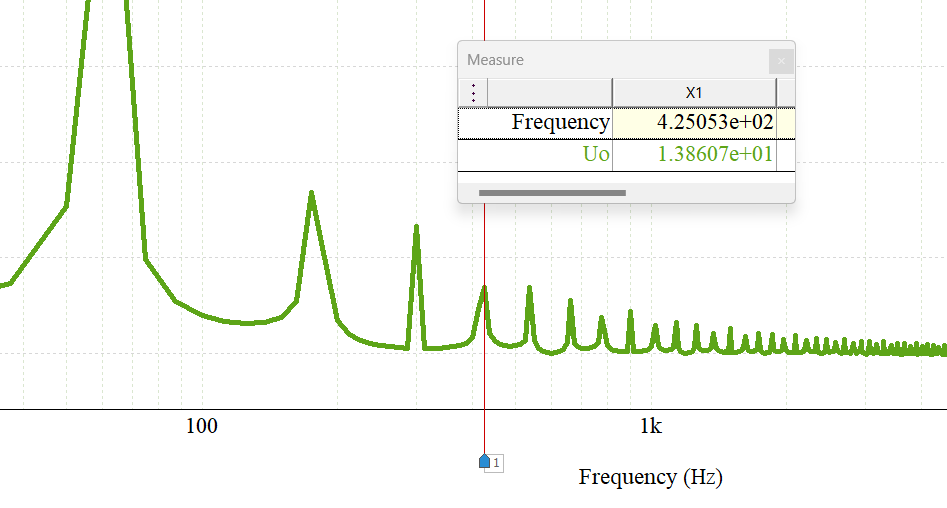 Measure
X1
Frequency 4.25053e+02
Uo 1.38607e+01
100 1k
1
Frequency (Hz)